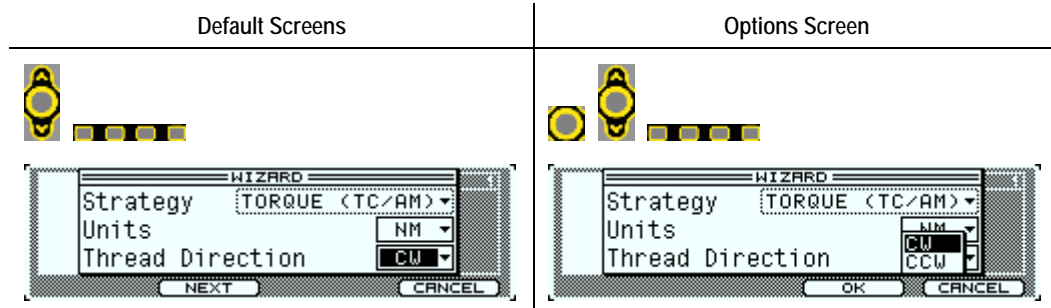 Default Screens
Options Screen
WIZARD
Strategy TORQUE (TC/AM)
Units NM
Thread Direction CW
NEXT CANCEL
WIZARD
Strategy TORQUE (TC/AM)
Units NM
CW
Thread Direction CCW
OK CANCEL